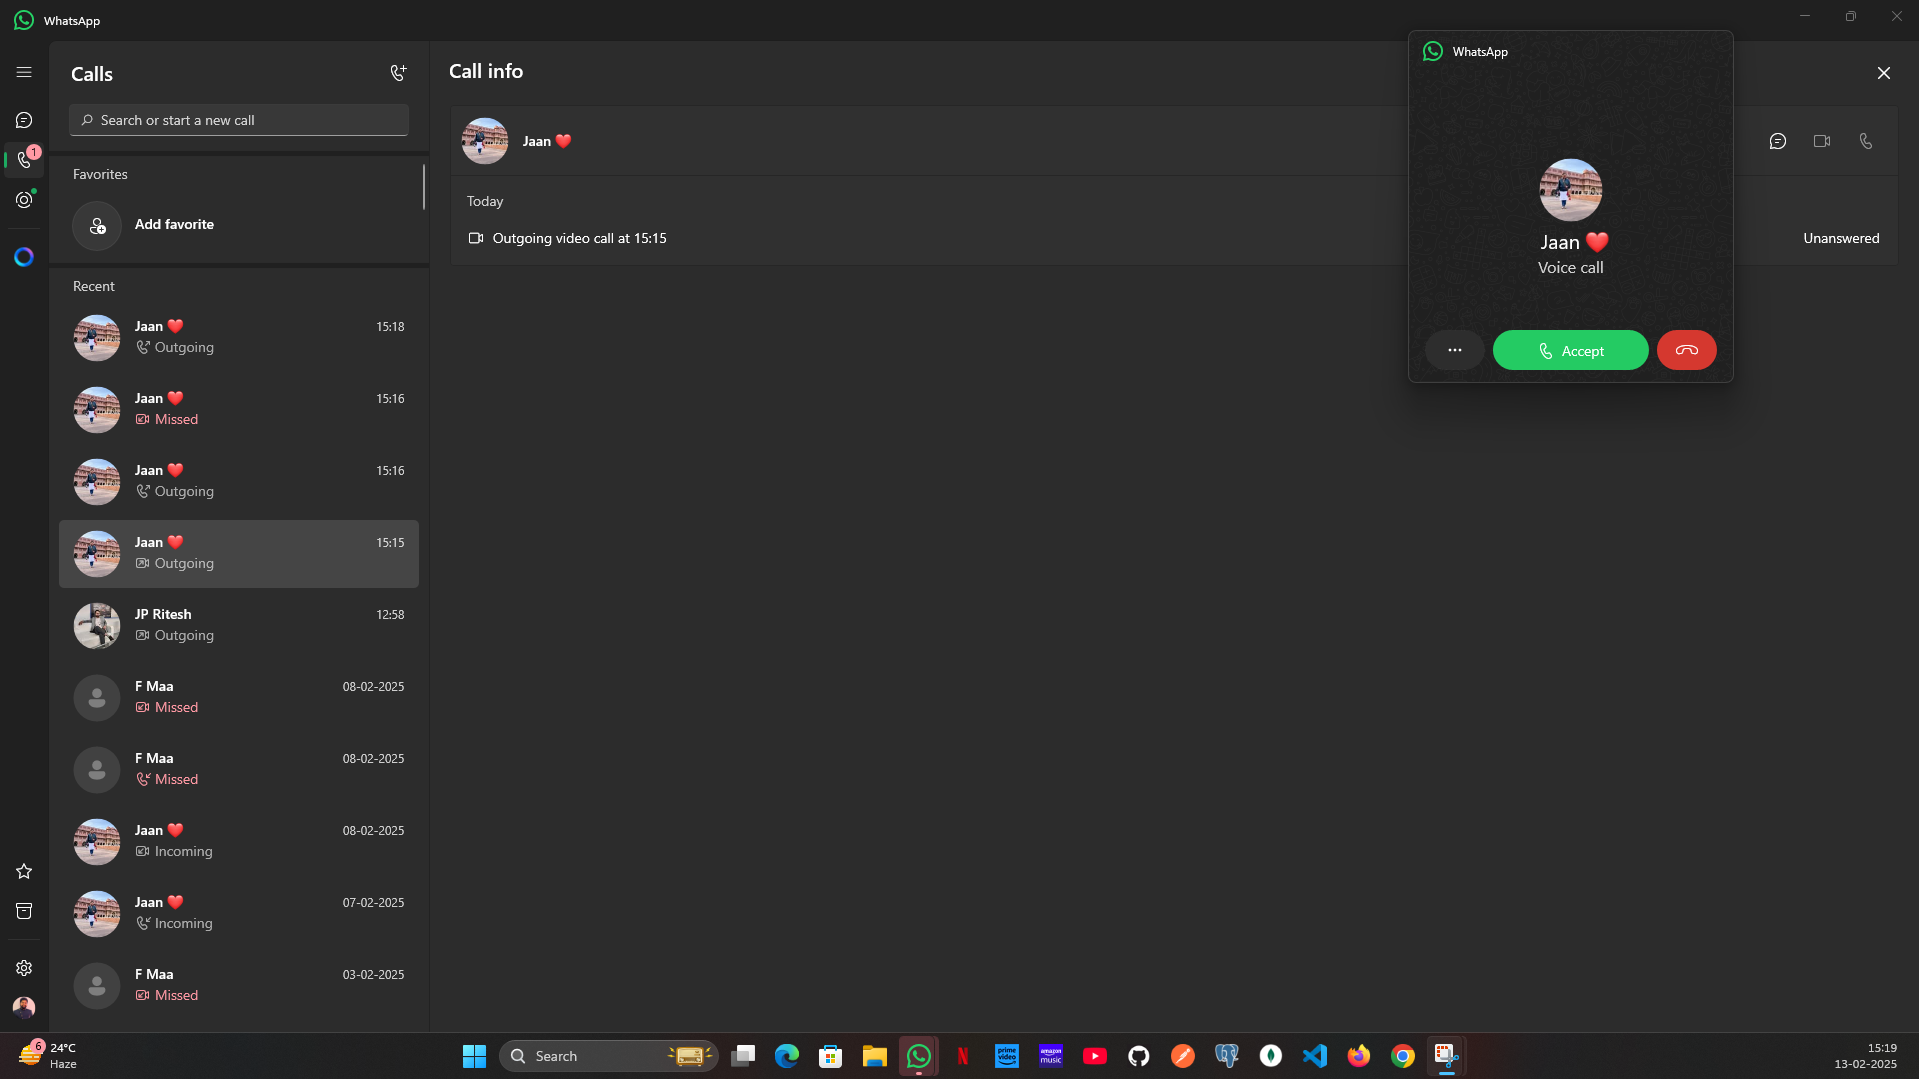 WhatsApp
Calls
Search or start a new call
1
Favorites
Add favorite
Recent
Jaan ❤️ 15:18
Outgoing
Jaan ❤️ 15:16
Missed
Jaan ❤️ 15:16
Outgoing
Jaan ❤️ 15:15
Outgoing
JP Ritesh 12:58
Outgoing
F Maa 08-02-2025
Missed
F Maa 08-02-2025
Missed
Jaan ❤️ 08-02-2025
Incoming
Jaan ❤️ 07-02-2025
Incoming
F Maa 03-02-2025
Missed
Call info
Jaan ❤️
Today
Outgoing video call at 15:15 Unanswered
WhatsApp
Jaan ❤️
Voice call
Accept
6
24°C
Haze
Search
N
prime video
amazon music
15:19
13-02-2025